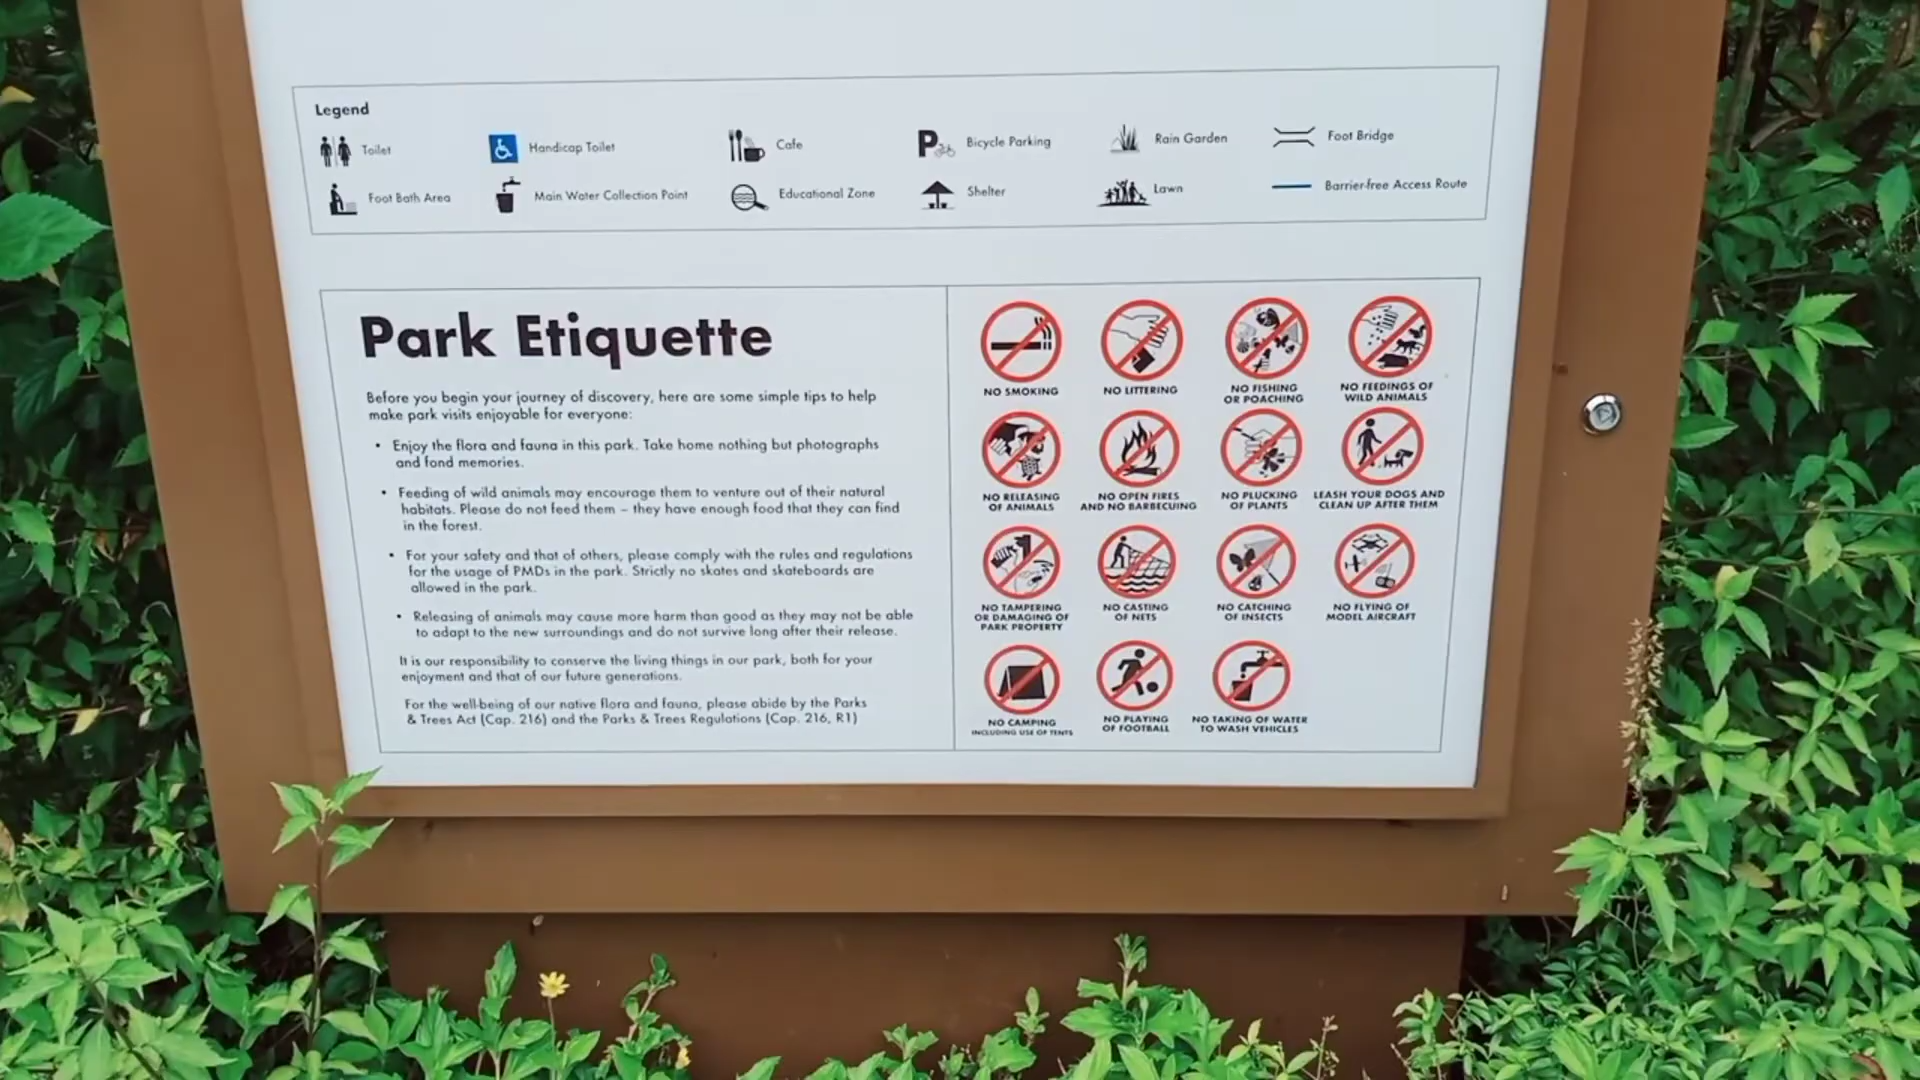 Legend
Toilet
Handicap Toilet
Cafe
P
Bicycle Parking
Rain Garden
Foot Bridge
Foot Bath Area
Main Water Collection Point
Educational Zone
Shelter
Lawn
Barrier-free Access Route
Park Etiquette
Before you begin your journey of discovery, here are some simple tips to help
make park visits enjoyable for everyone:
• Enjoy the flora and fauna in this park. Take home nothing but photographs
and fond memories.
• Feeding of wild animals may encourage them to venture out of their natural
habitats. Please do not feed them – they have enough food that they can find
in the forest.
• For your safety and that of others, please comply with the rules and regulations
for the usage of PMDs in the park. Strictly no skates and skateboards are
allowed in the park.
• Releasing of animals may cause more harm than good as they may not be able
to adapt to the new surroundings and do not survive long after their release.
It is our responsibility to conserve the living things in our park, both for your
enjoyment and that of our future generations.
For the well-being of our native flora and fauna, please abide by the Parks
& Trees Act (Cap. 216) and the Parks & Trees Regulations (Cap. 216, R1)
NO SMOKING
NO LITTERING
NO FISHING
OR POACHING
NO FEEDINGS OF
WILD ANIMALS
NO RELEASING
OF ANIMALS
NO OPEN FIRES
AND NO BARBECUING
NO PLUCKING
OF PLANTS
LEASH YOUR DOGS AND
CLEAN UP AFTER THEM
NO TAMPERING
OR DAMAGING OF
PARK PROPERTY
NO CASTING
OF NETS
NO CATCHING
OF INSECTS
NO FLYING OF
MODEL AIRCRAFT
NO CAMPING
INCLUDING USE OF TENTS
NO PLAYING
OF FOOTBALL
NO TAKING OF WATER
TO WASH VEHICLES